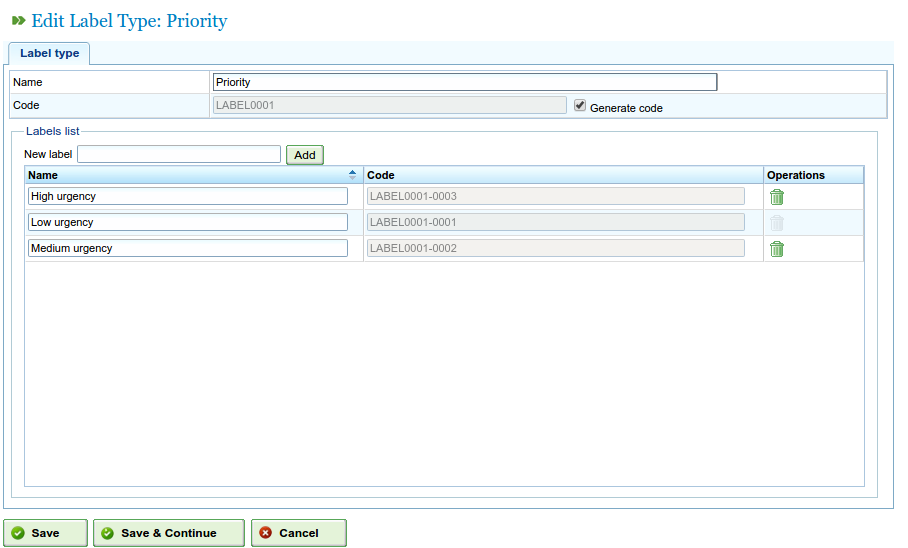 Edit Label Type: Priority
Label type
Name Priority
Code LABEL0001 Generate code
Labels list
New label Add
Name Code Operations
High urgency LABEL0001-0003
Low urgency LABEL0001-0001
Medium urgency LABEL0001-0002
Save Save & Continue Cancel